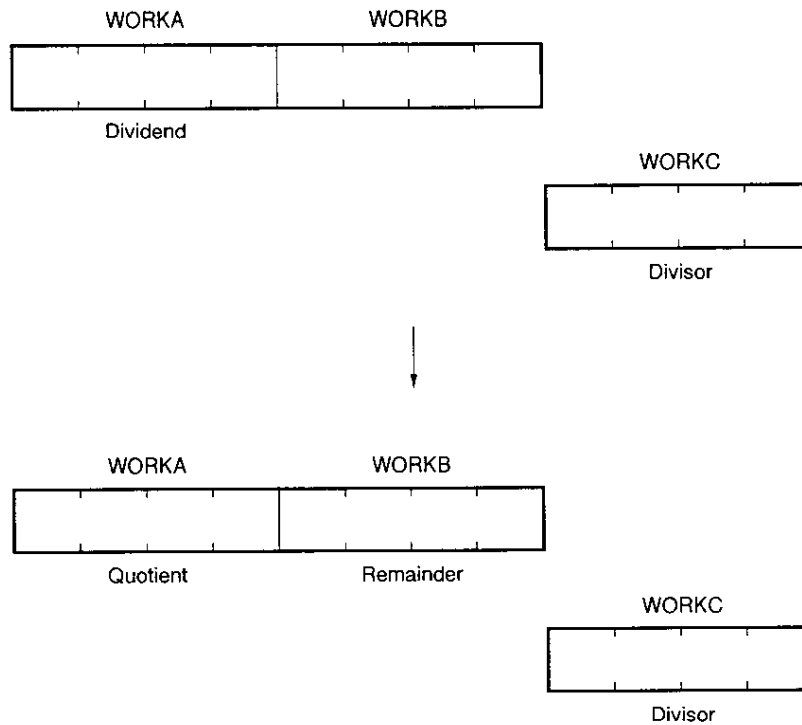 WORKA WORKB
Dividend
WORKC
Divisor
WORKA WORKB
Quotient Remainder
WORKC
Divisor